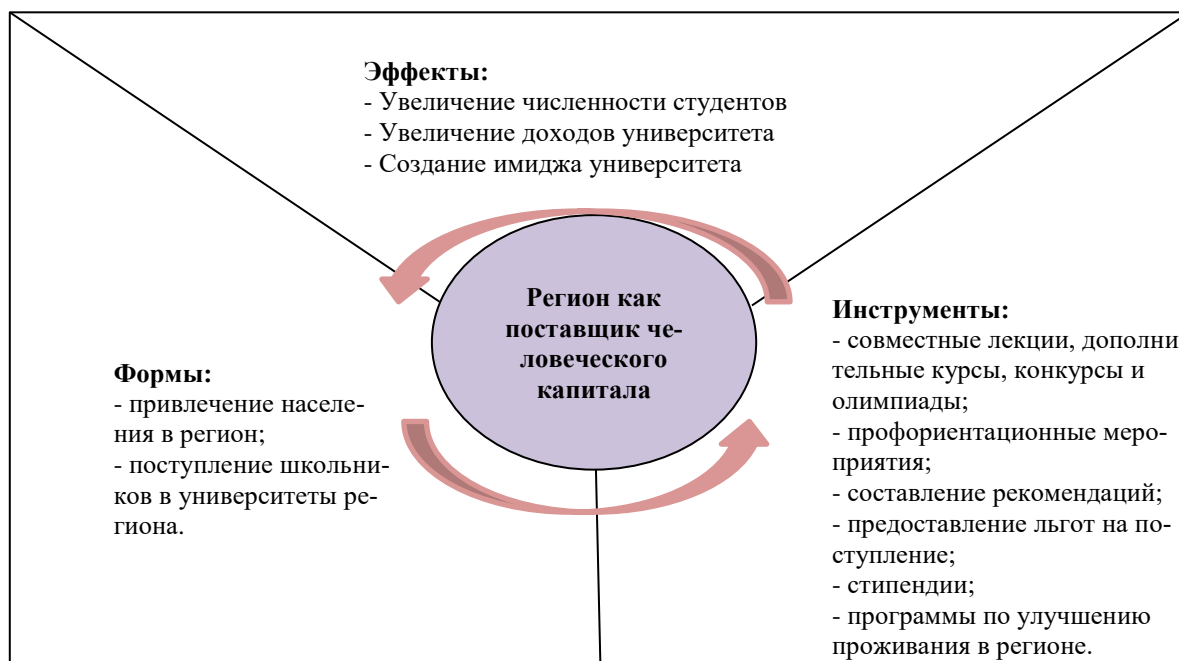 Эффекты:
- Увеличение численности студентов
- Увеличение доходов университета
- Создание имиджа университета
Регион как
поставщик че-
ловеческого
капитала
Формы:
- привлечение населе-
ния в регион;
- поступление школьни-
ков в университеты ре-
гиона.
Инструменты:
- совместные лекции, дополни
тельные курсы, конкурсы и
олимпиады;
- профориентационные меро-
приятия;
- составление рекомендаций;
- предоставление льгот на по-
ступление;
- стипендии;
- программы по улучшению
проживания в регионе.